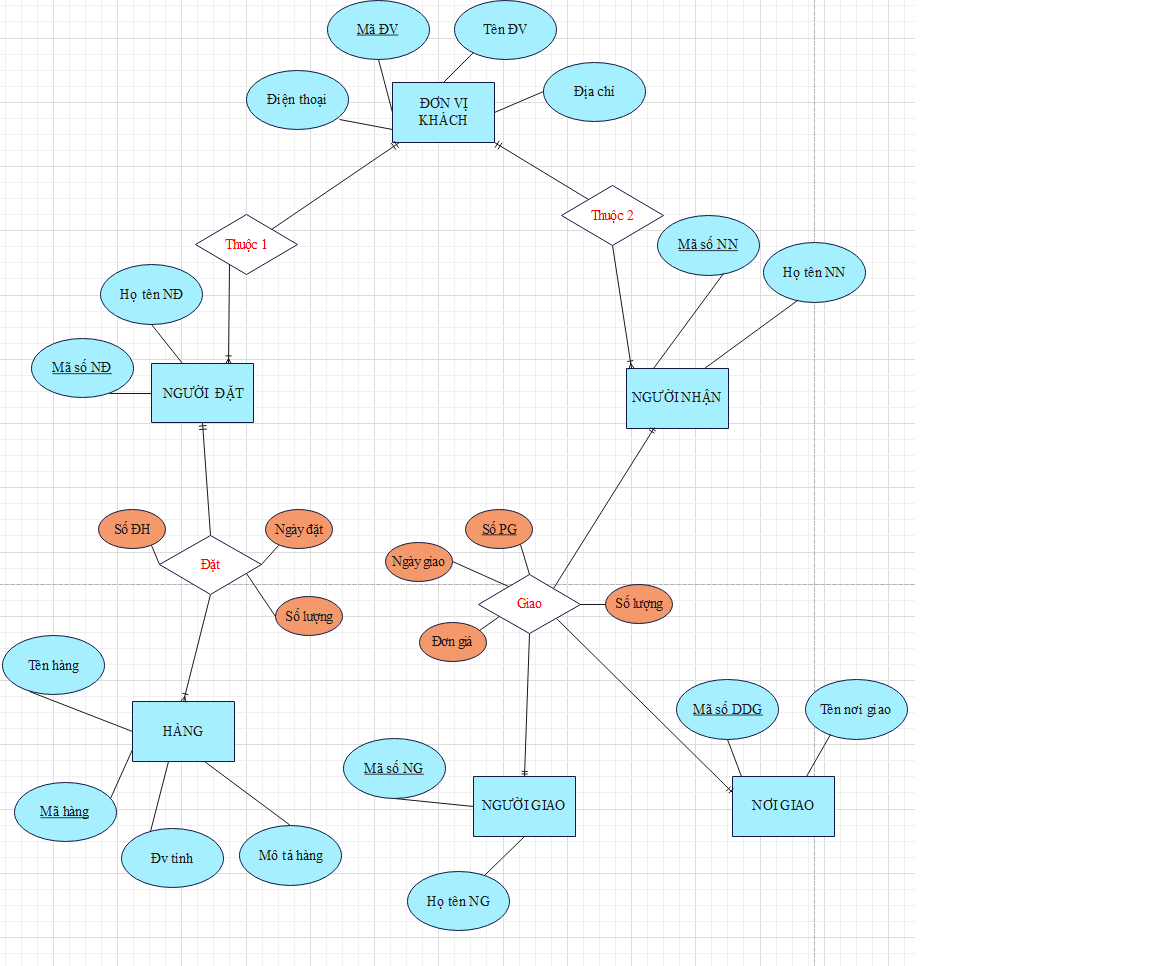 Mã ĐV
Tên ĐV
Điện thoại
Địa chỉ
ĐƠN VỊ
KHÁCH
Thuộc 1
Thuộc 2
Mã số NN
Họ tên NN
Họ tên NĐ
Mã số NĐ
NGƯỜI ĐẶT
NGƯỜI NHẬN
Số ĐH
Ngày đặt
Số PG
Ngày giao
Đặt
Giao
Số lượng
Số lượng
Đơn giá
Tên hàng
HÀNG
Mã số DDG
Tên nơi giao
Mã số NG
NGƯỜI GIAO
NƠI GIAO
Mã hàng
Đv tính
Mô tả hàng
Họ tên NG